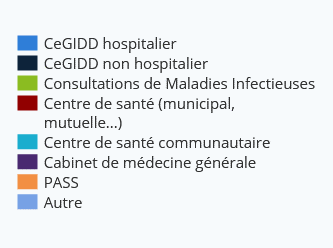 CeGIDD hospitalier
CeGIDD non hospitalier
Consultations de Maladies Infectieuses
Centre de santé (municipal,
mutuelle...)
Centre de santé communautaire
Cabinet de médecine générale
PASS
Autre